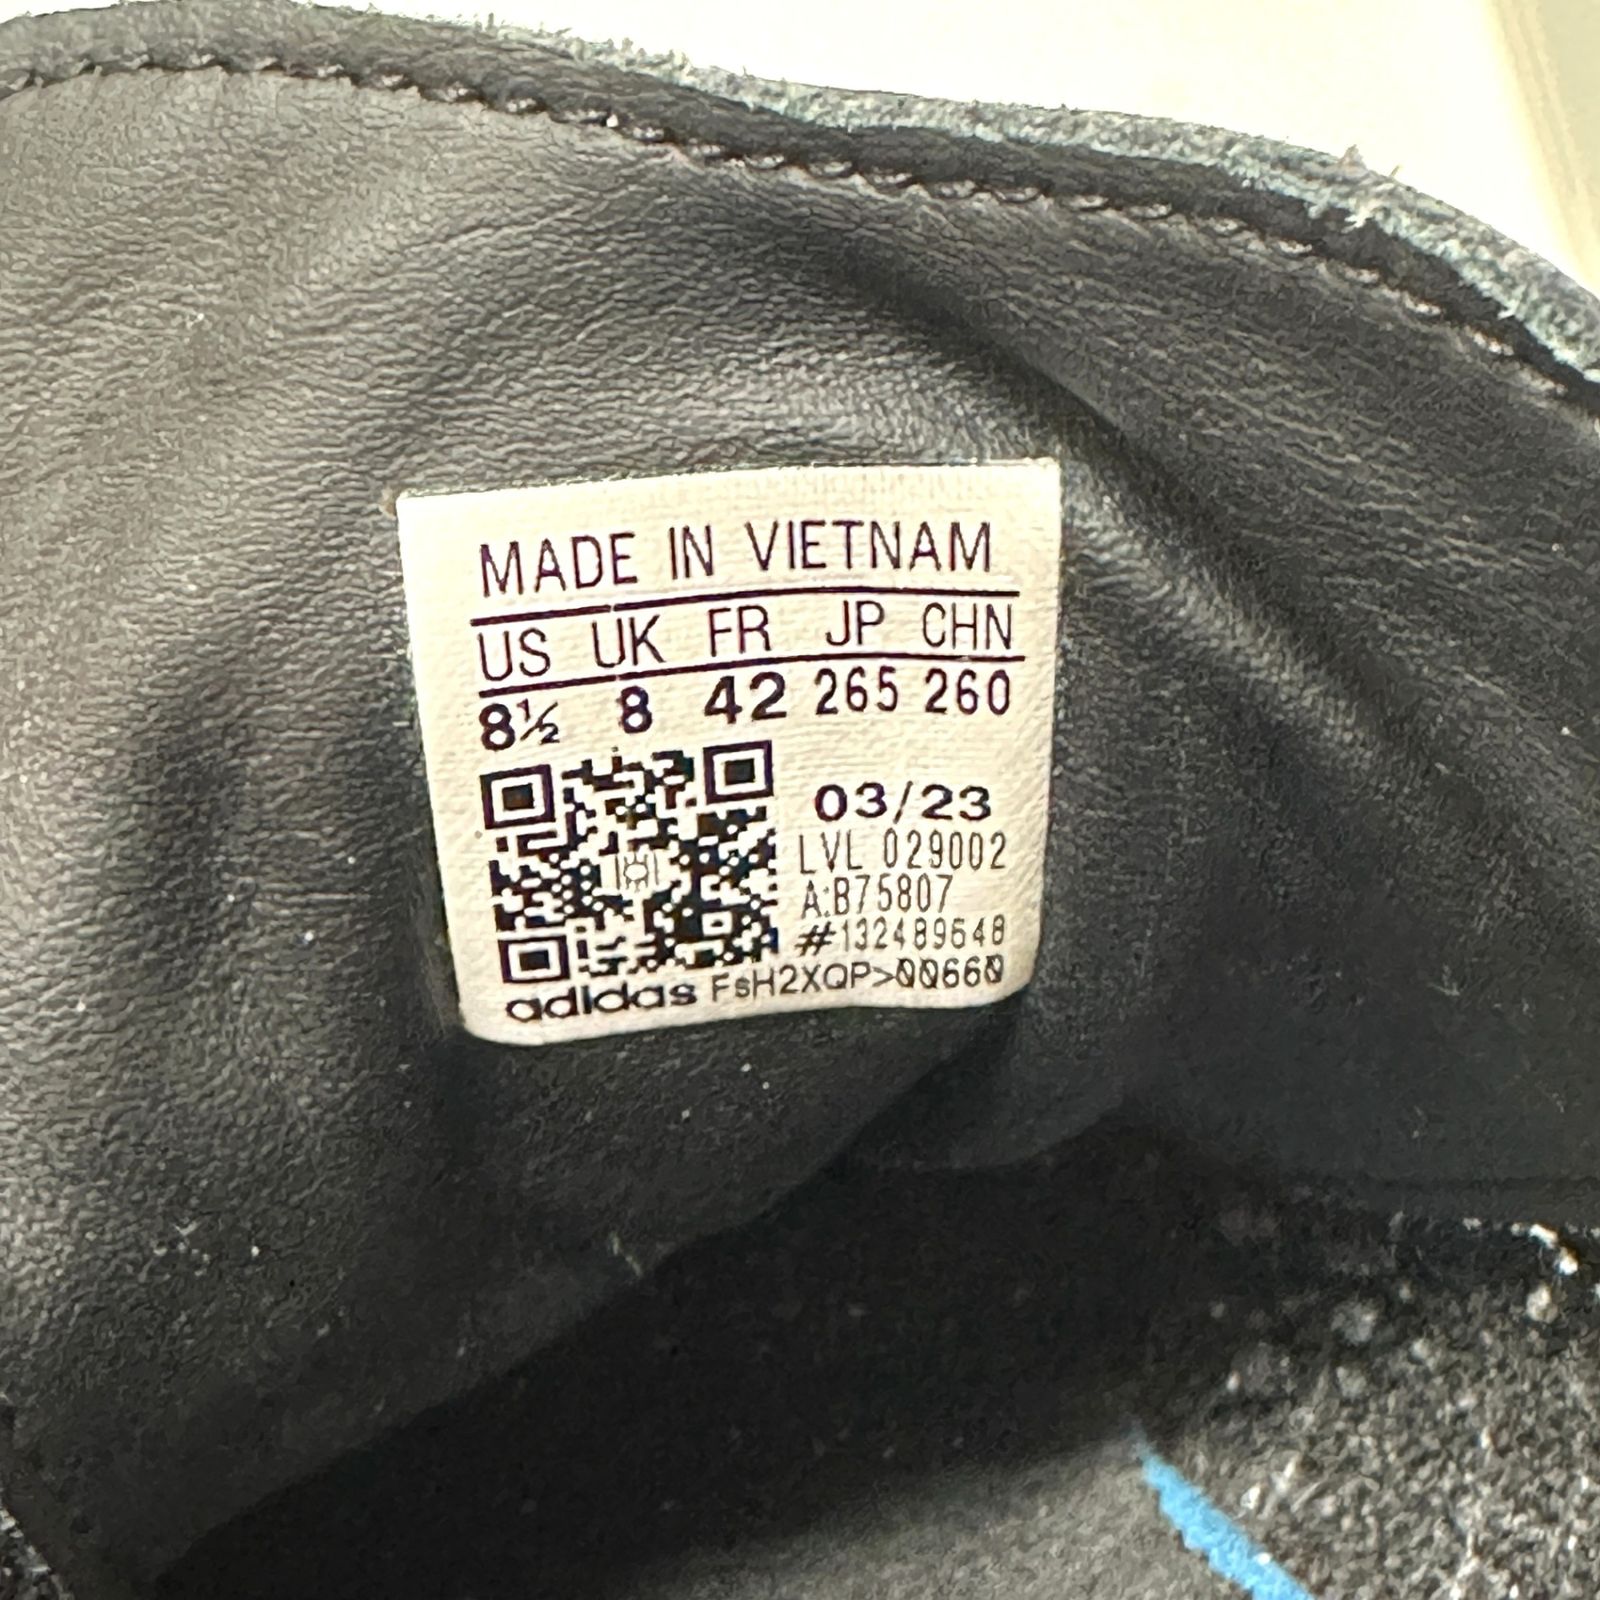 MADE IN VIETNAM
US UK FR JP CHN
8½ 8 42 265 260
03/23
LVL 029002
A:B75807
#132489648
adidas FsH2XQP>00660